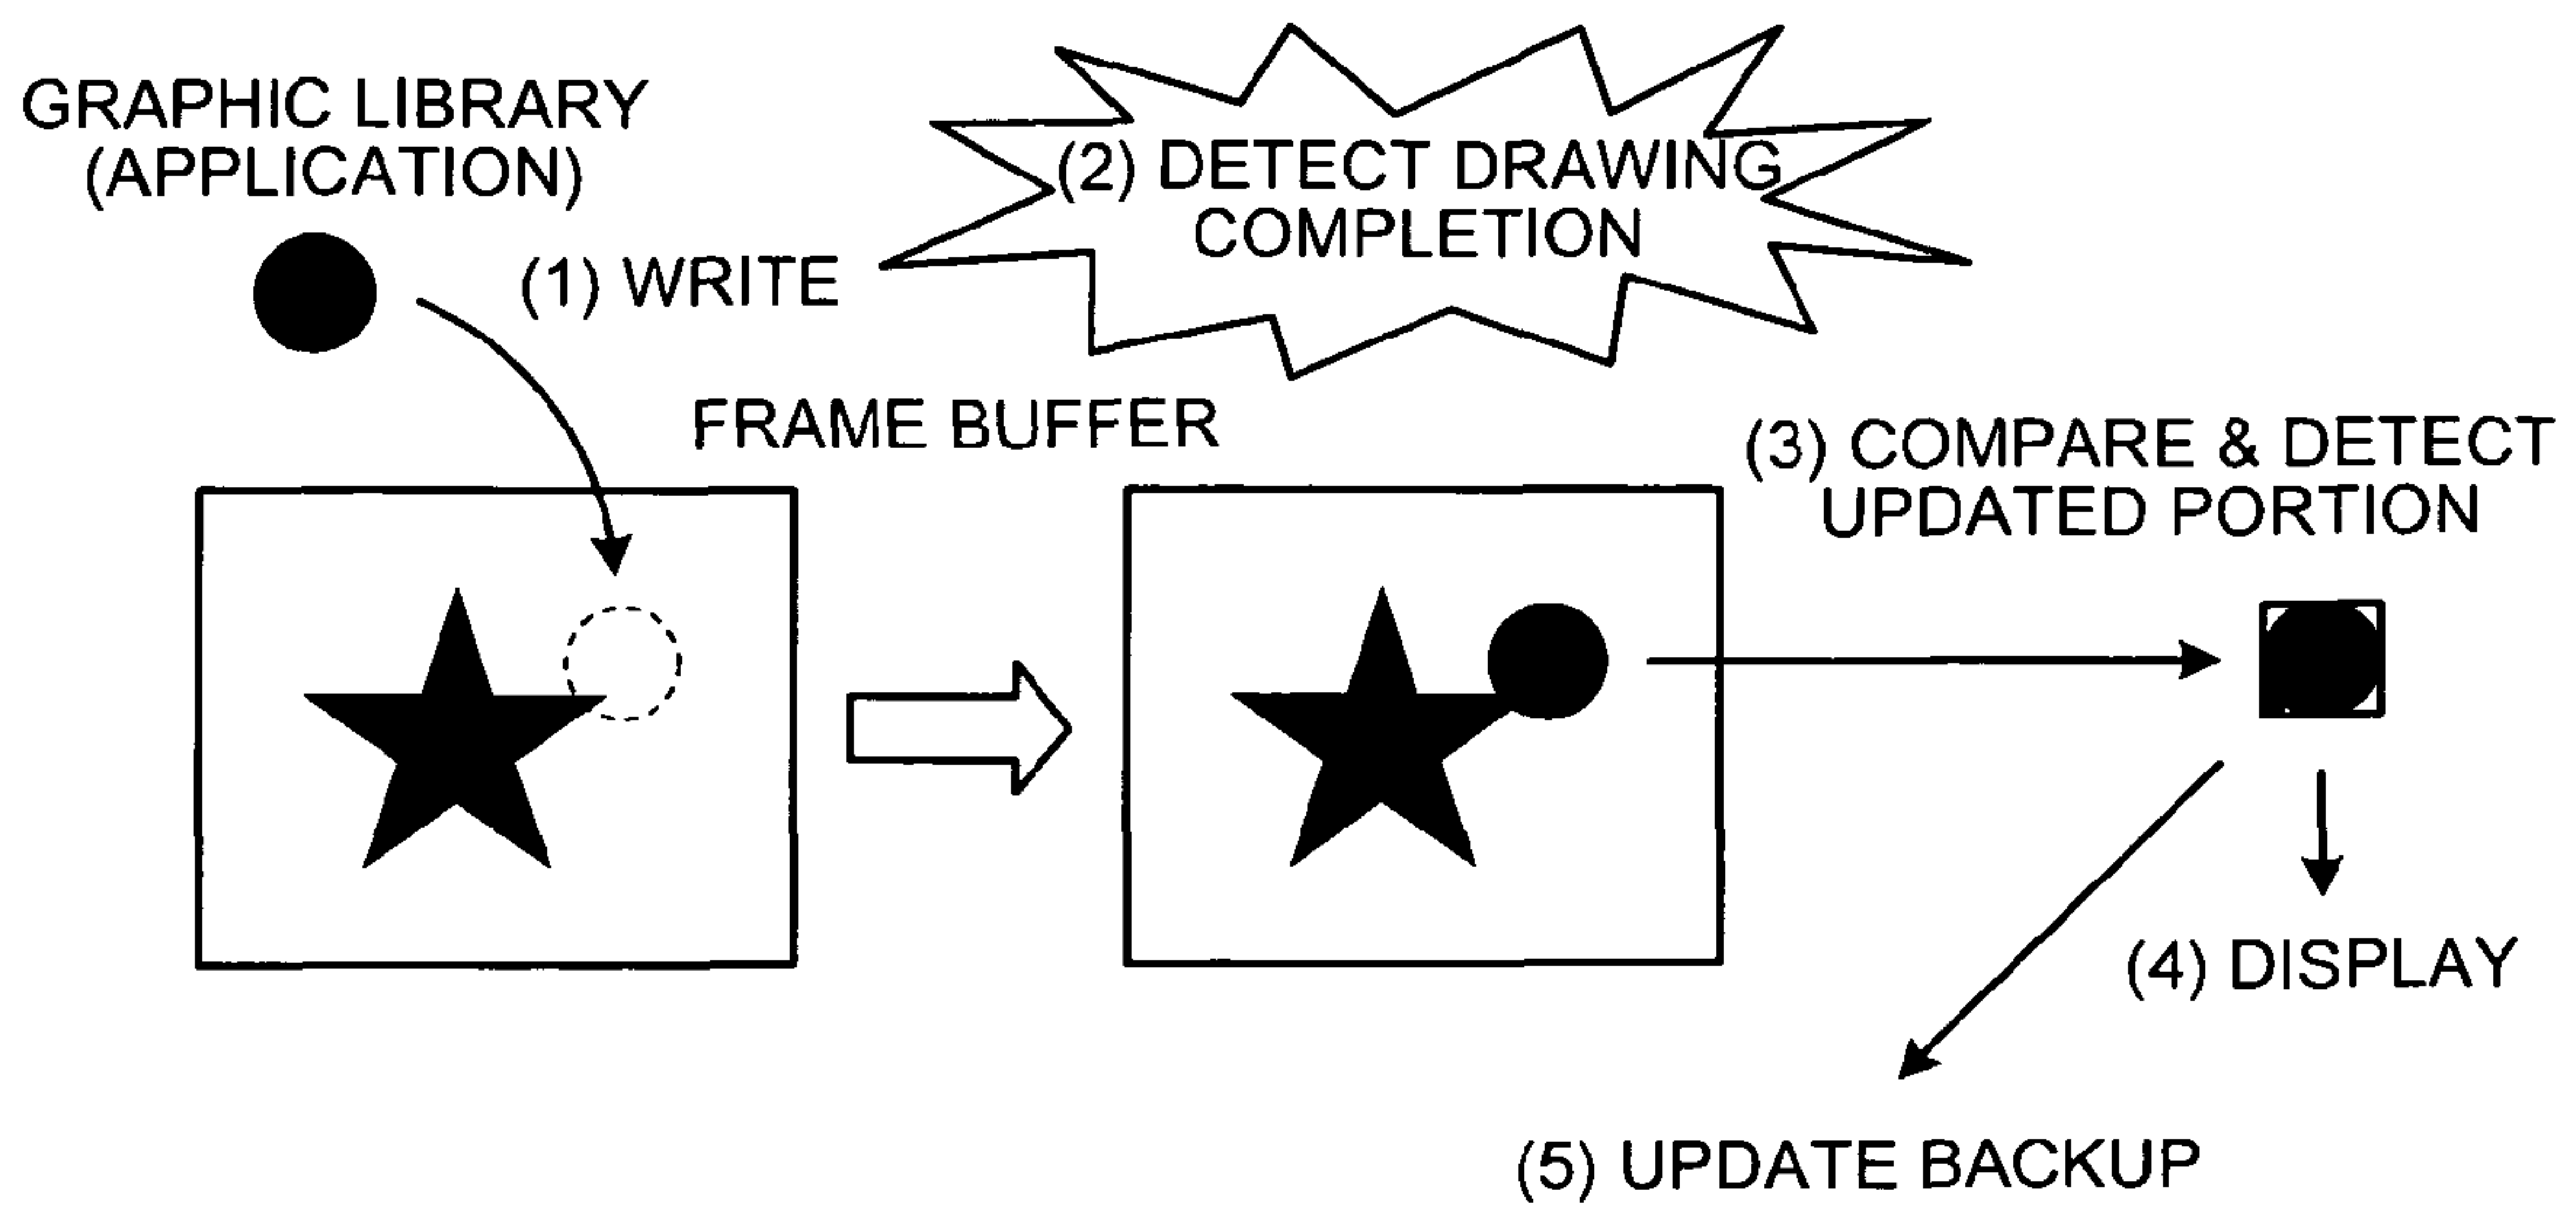 GRAPHIC LIBRARY
(APPLICATION)
(1) WRITE
(2) DETECT DRAWING
COMPLETION
FRAME BUFFER
(3) COMPARE & DETECT
UPDATED PORTION
(4) DISPLAY
(5) UPDATE BACKUP